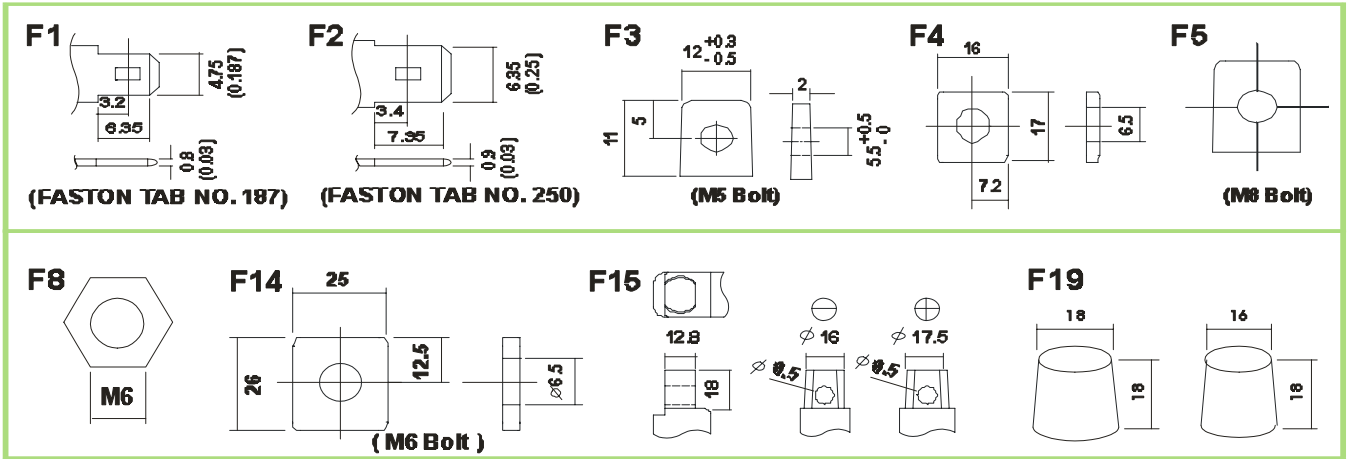 F1
4.75
(0.187)
3.2
6.35
0.8
(0.03)
(FASTON TAB NO. 187)
F2
6.35
(0.25)
3.4
7.35
0.9
(0.03)
(FASTON TAB NO. 250)
F3
12 +0.3
- 0.5
11
5
2
5.5 +0.5
- 0
(M5 Bolt)
F4
16
17
7.2
6.5
F5
(M8 Bolt)
F8
M6
F14
25
26
12.5
ø6.5
( M6 Bolt )
F15
12.8
18
ϕ 16
ϕ 17.5
F19
18
18
16
18